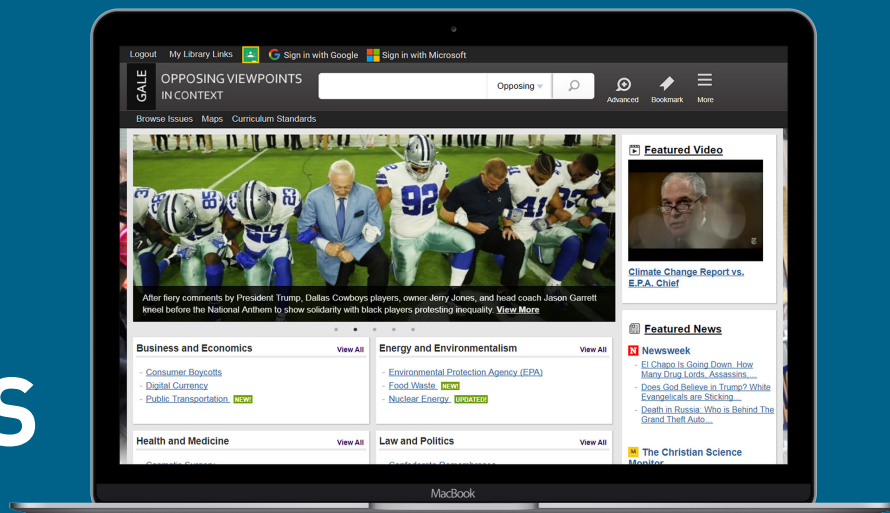 Logout My Library Links Sign in with Google Sign in with Microsoft
GALE
OPPOSING VIEWPOINTS
IN CONTEXT
Opposing
Advanced Bookmark More
Browse Issues Maps Curriculum Standards
After fiery comments by President Trump, Dallas Cowboys players, owner Jerry Jones, and head coach Jason Garrett
kneel before the National Anthem to show solidarity with black players protesting inequality. View More
Featured Video
Climate Change Report vs.
E.P.A. Chief
Featured News
N Newsweek
- El Chapo Is Going Down. How
Many Drug Lords, Assassins,...
- Does God Believe in Trump? White
Evangelicals are Sticking...
- Death in Russia: Who is Behind The
Grand Theft Auto...
M The Christian Science
Monitor
Business and Economics View All
- Consumer Boycotts
- Digital Currency
- Public Transportation NEW!
Energy and Environmentalism View All
- Environmental Protection Agency (EPA)
- Food Waste NEW!
- Nuclear Energy UPDATED!
Health and Medicine View All
Law and Politics View All
S
MacBook